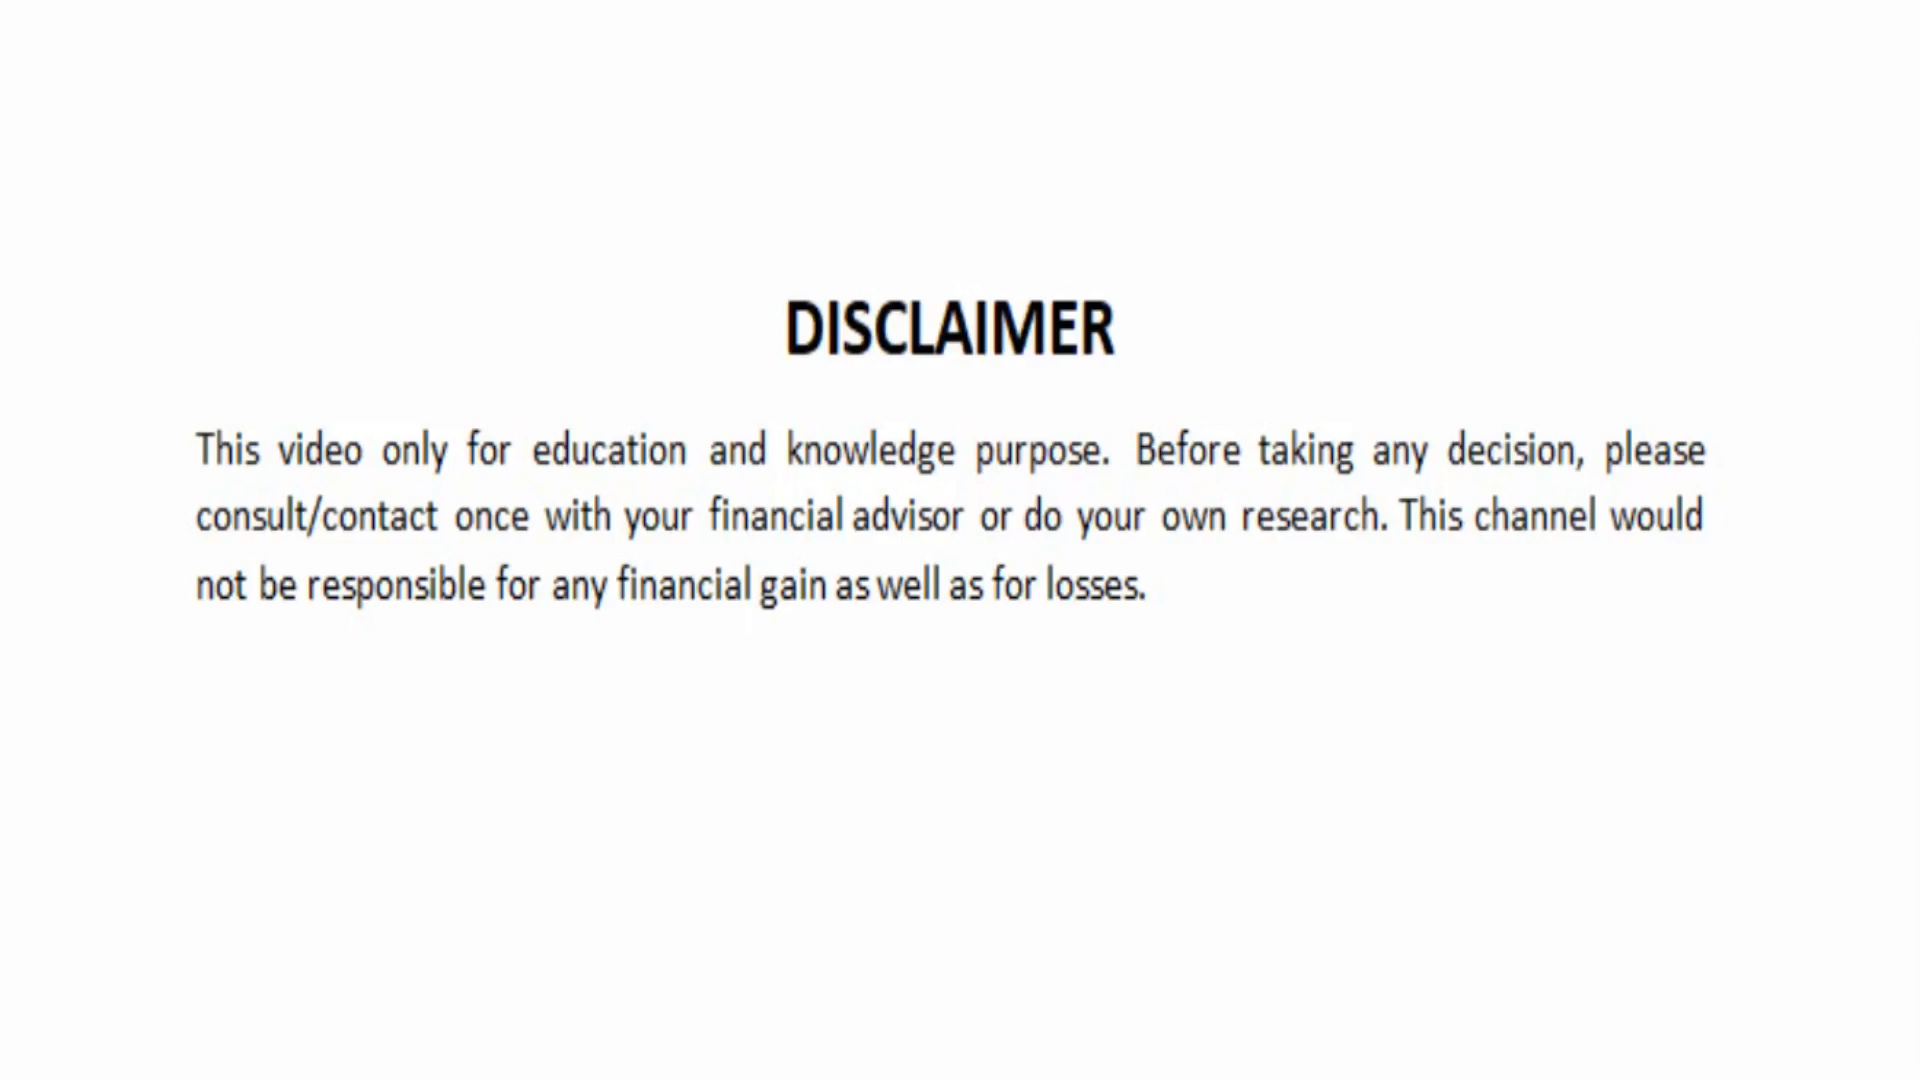 DISCLAIMER
This video only for education and knowledge purpose. Before taking any decision, please
consult/contact once with your financial advisor or do your own research. This channel would
not be responsible for any financial gain as well as for losses.